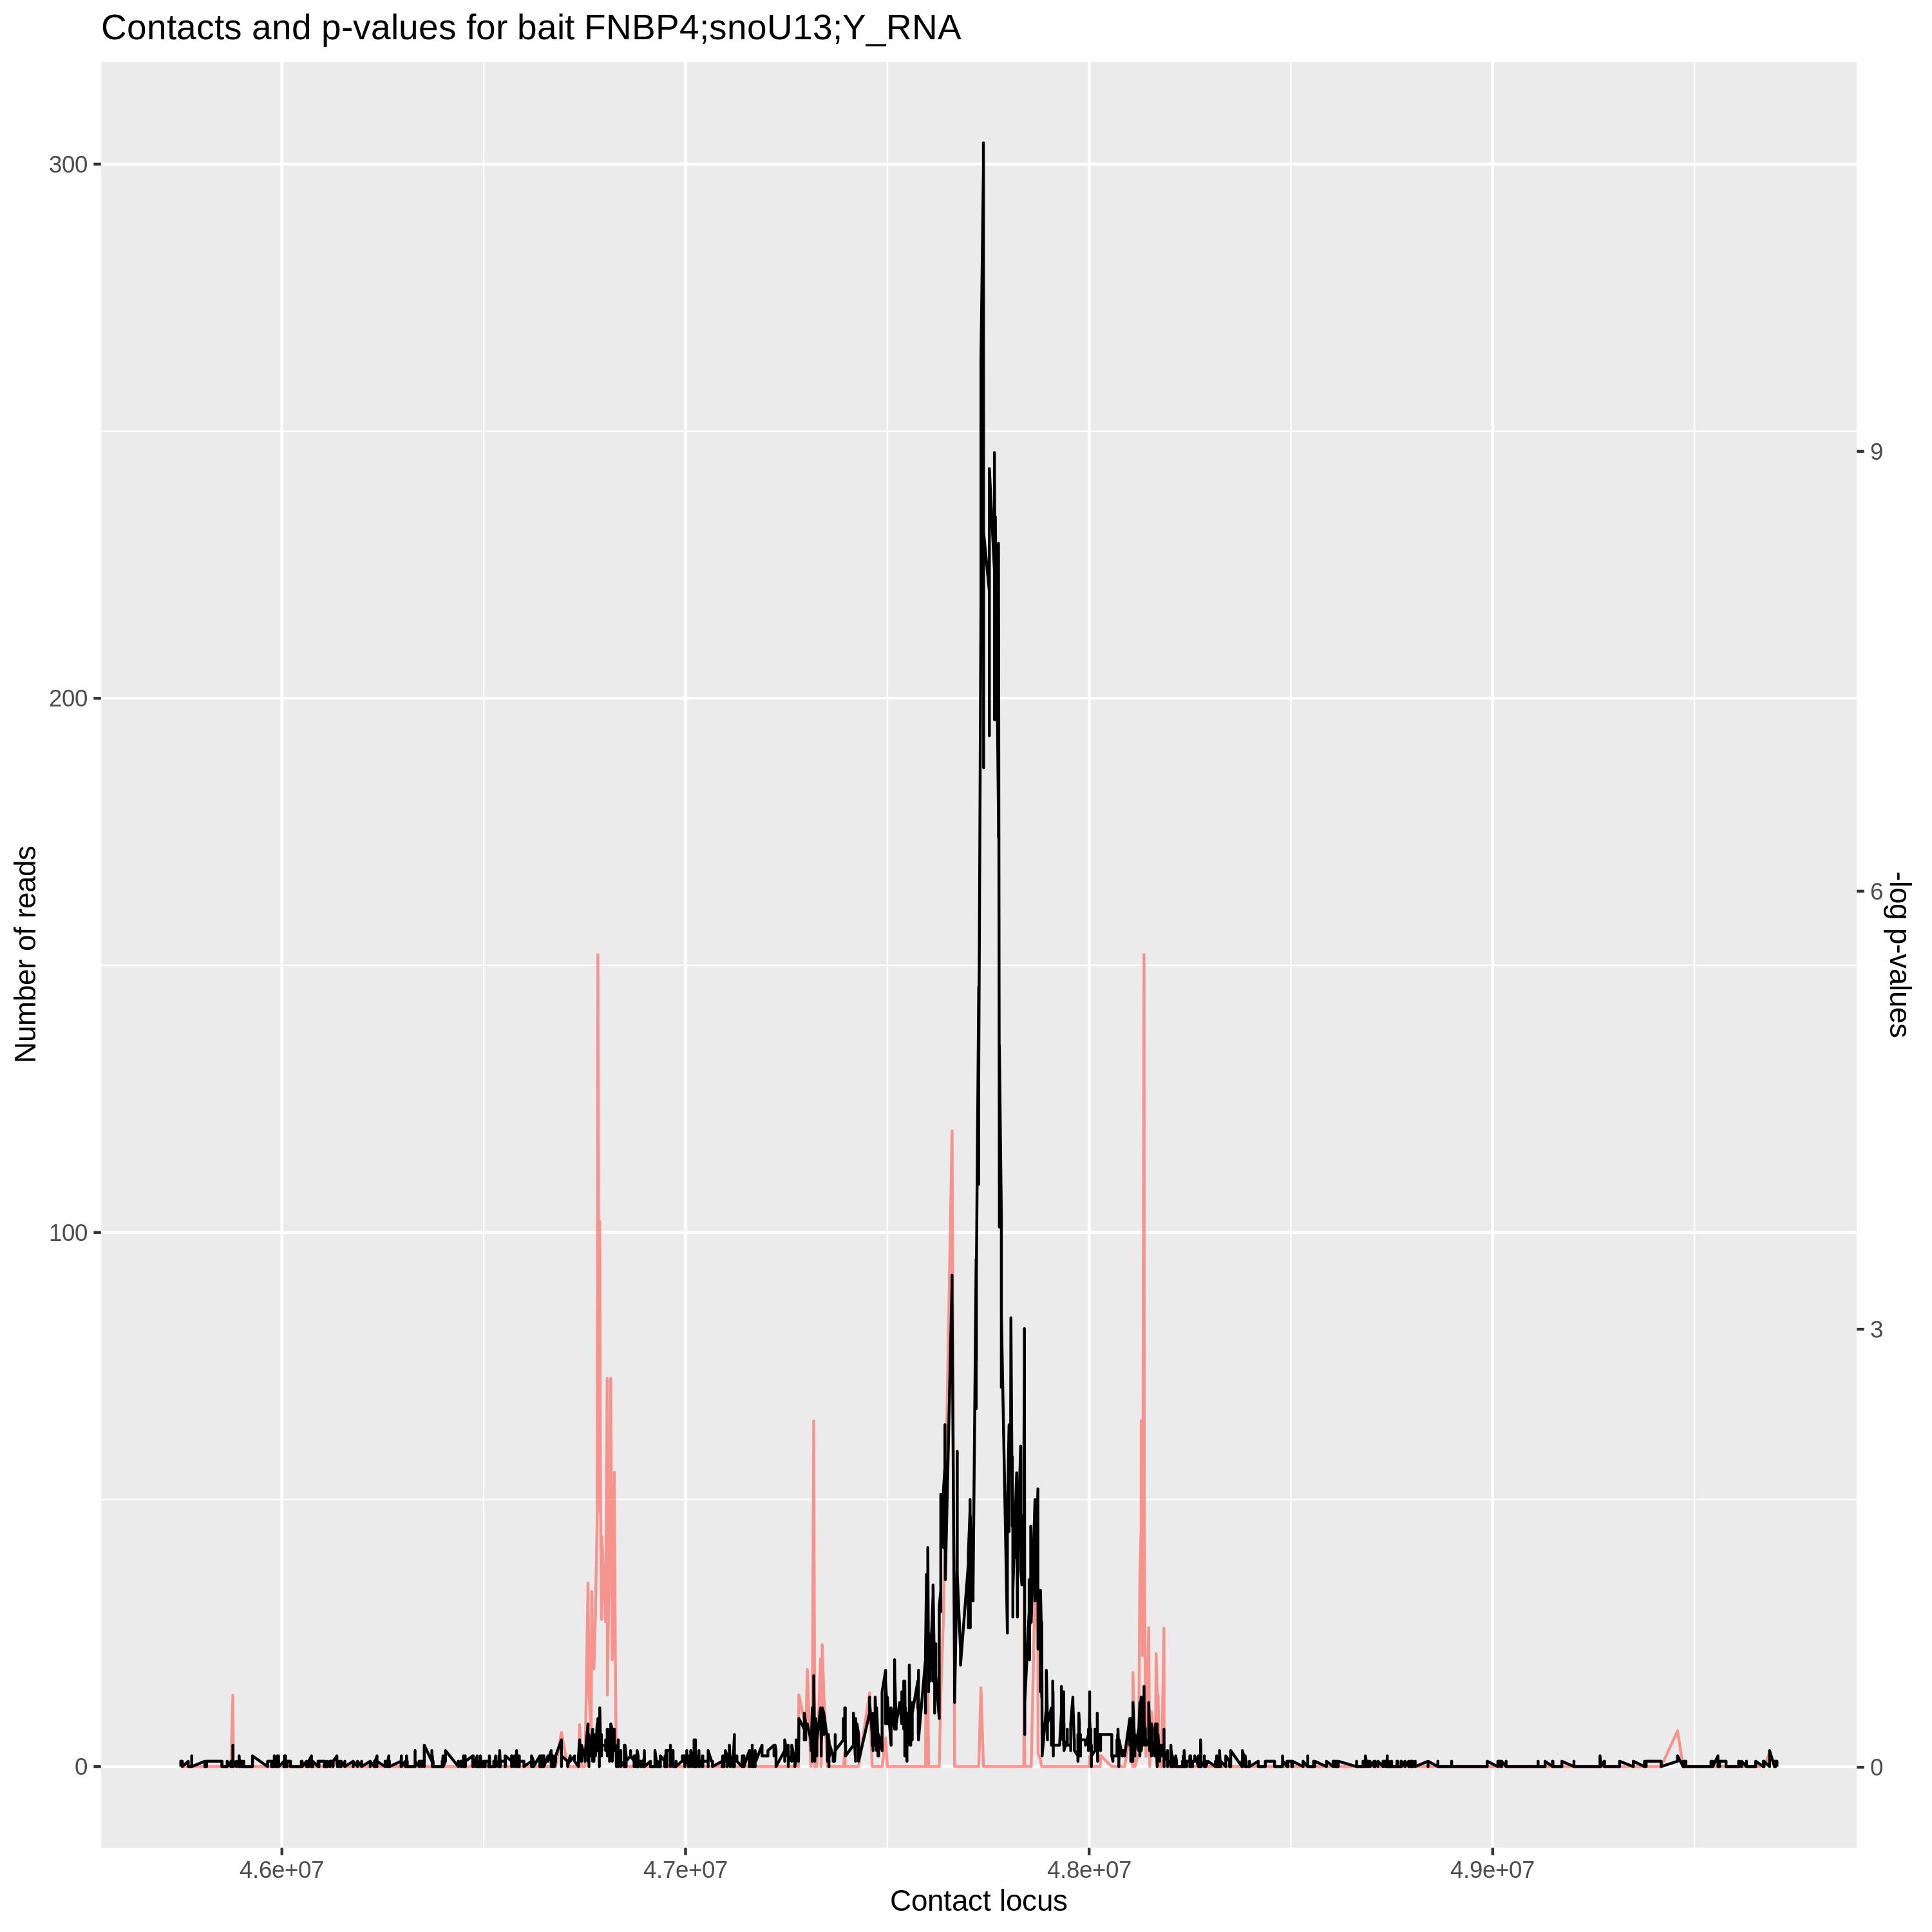 Contacts and p-values for bait FNBP4;snoU13;Y_RNA
300
200
100
0
Number of reads
9
6
3
0
-log p-values
4.6e+07
4.7e+07
4.8e+07
4.9e+07
Contact locus